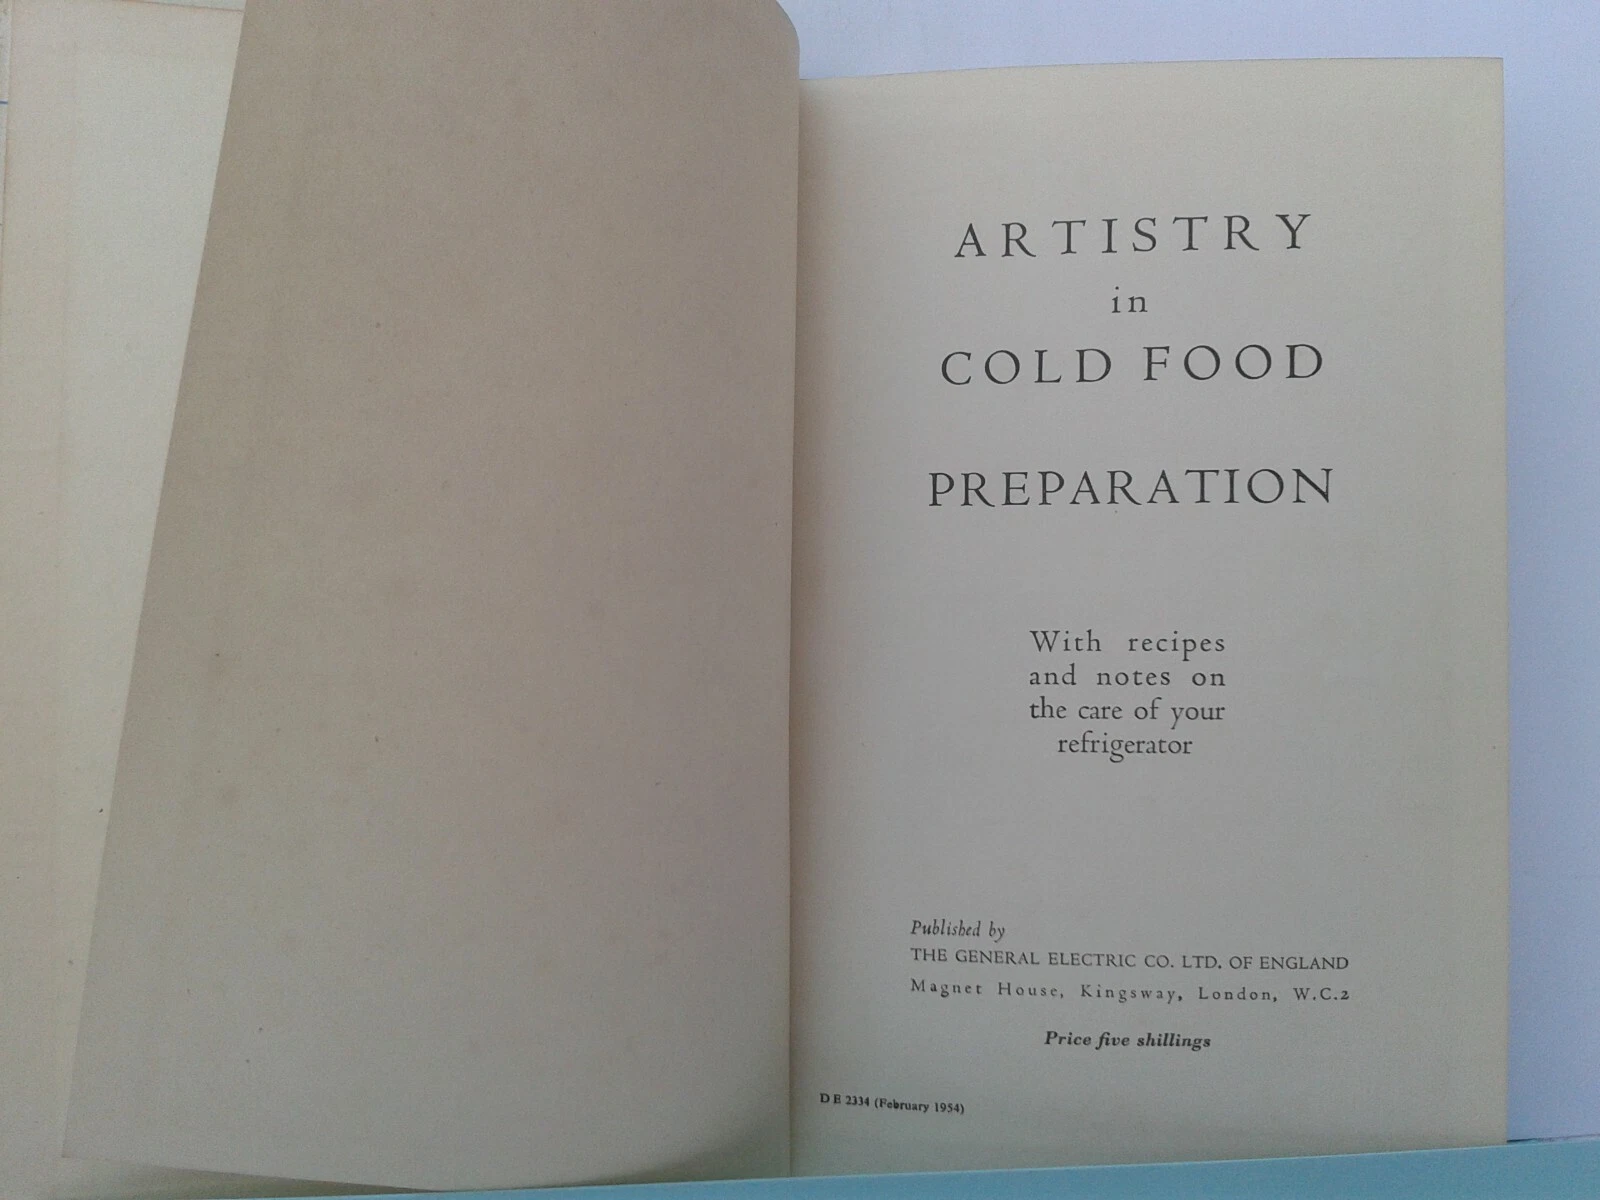 ARTISTRY
in
COLD FOOD
PREPARATION
With recipes
and notes on
the care of your
refrigerator
Published by
THE GENERAL ELECTRIC CO. LTD. OF ENGLAND
Magnet House, Kingsway, London, W.C.2
Price five shillings
D E 2334 (February 1954)